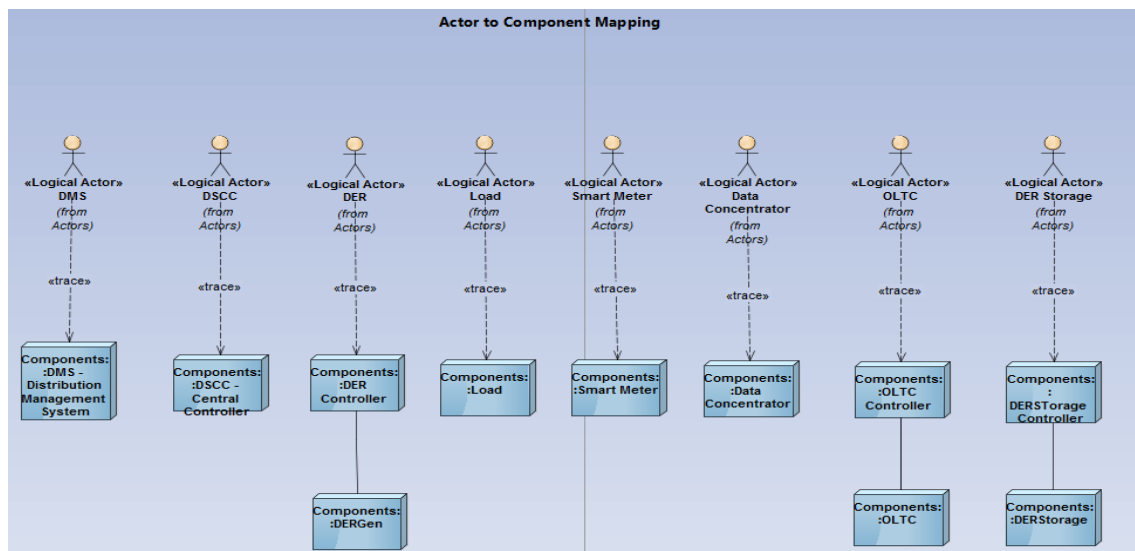 Actor to Component Mapping
«Logical Actor»
DMS
(from
Actors)
«Logical Actor»
DSCC
(from
Actors)
«Logical Actor»
DER
(from
Actors)
«Logical Actor»
Load
(from
Actors)
«Logical Actor»
Smart Meter
(from
Actors)
«Logical Actor»
Data
Concentrator
(from
Actors)
«Logical Actor»
OLTC
(from
Actors)
«Logical Actor»
DER Storage
(from
Actors)
«trace»
«trace»
«trace»
«trace»
«trace»
«trace»
«trace»
«trace»
Components:
:DMS -
Distribution
Management
System
Components:
:DSCC -
Central
Controller
Components:
:DER
Controller
Components:
:Load
Components:
:Smart Meter
Components:
:Data
Concentrator
Components:
:OLTC
Controller
Components:
:
DERSTorage
Controller
Components:
:DERGen
Components:
:OLTC
Components:
:DERStorage